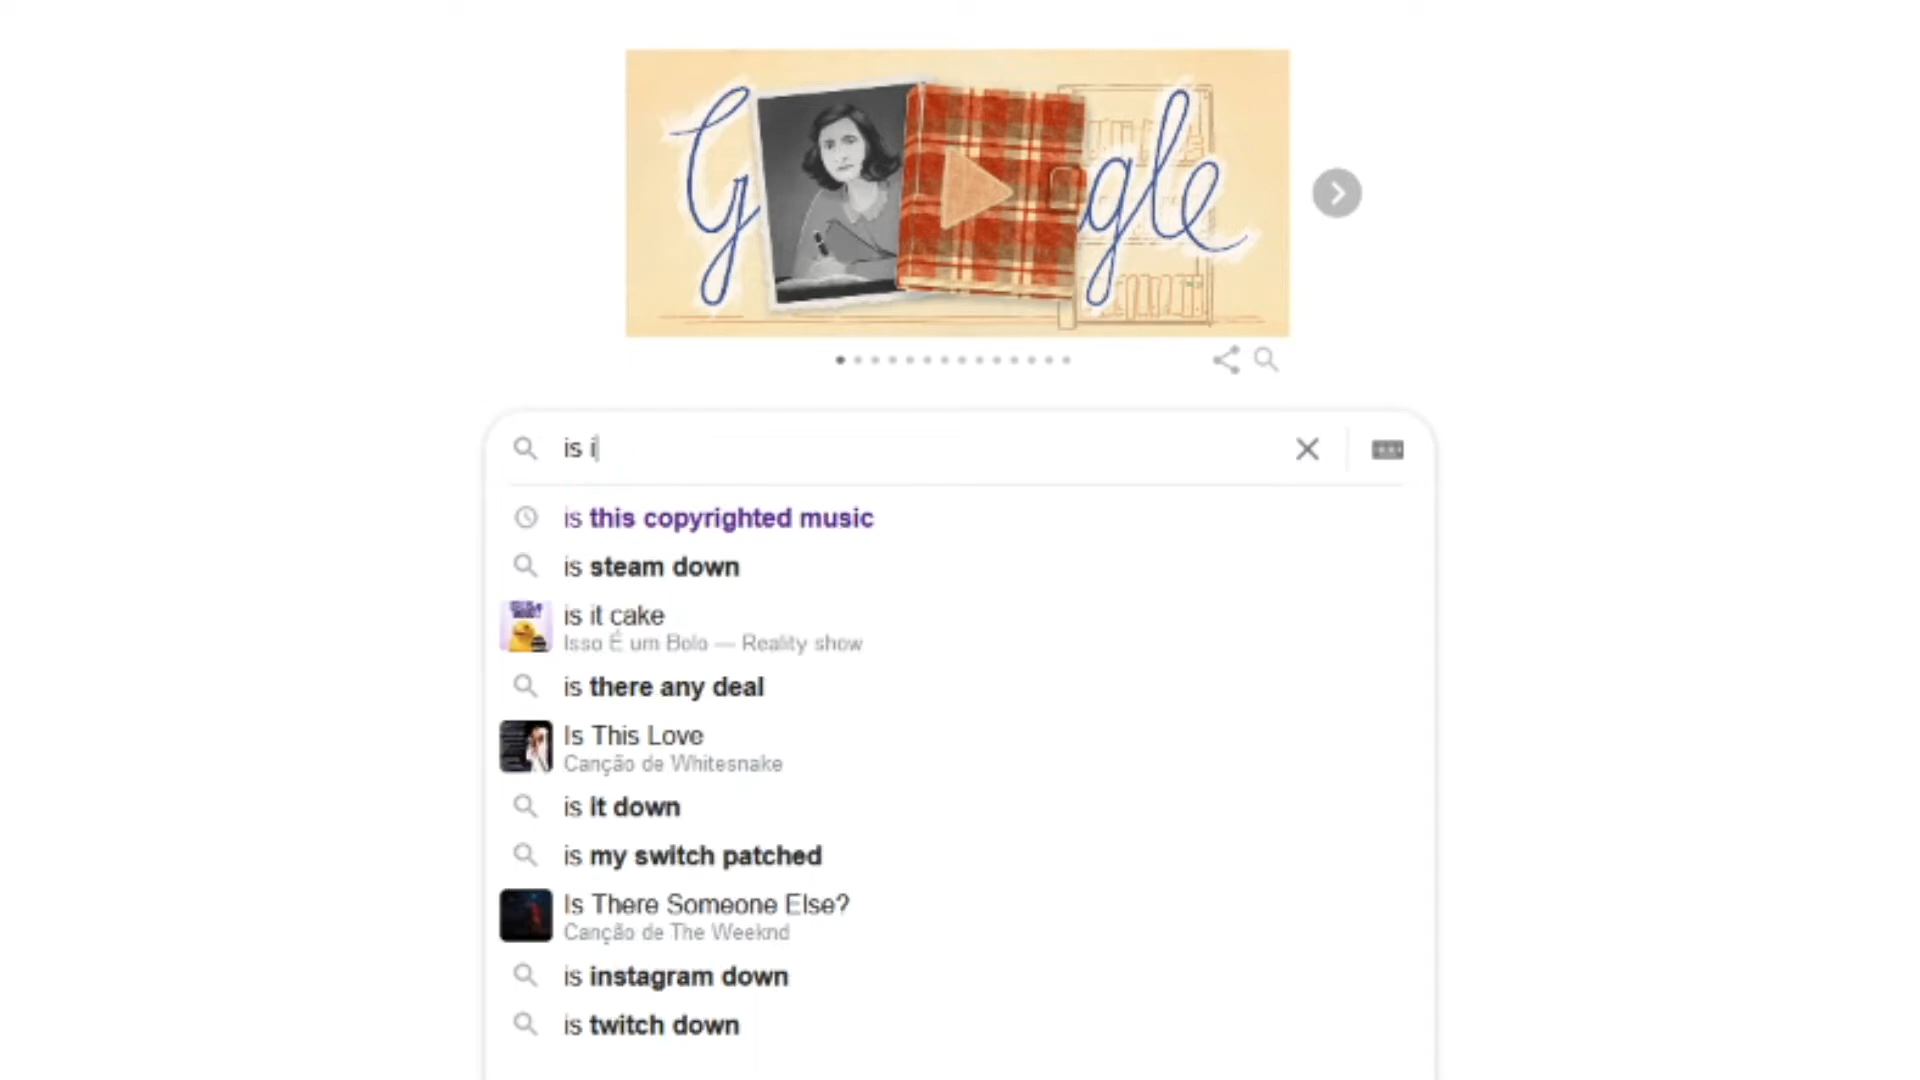 Google
is i
is this copyrighted music
is steam down
is it cake
Isso É um Bolo — Reality show
is there any deal
Is This Love
Canção de Whitesnake
is it down
is my switch patched
Is There Someone Else?
Canção de The Weeknd
is instagram down
is twitch down